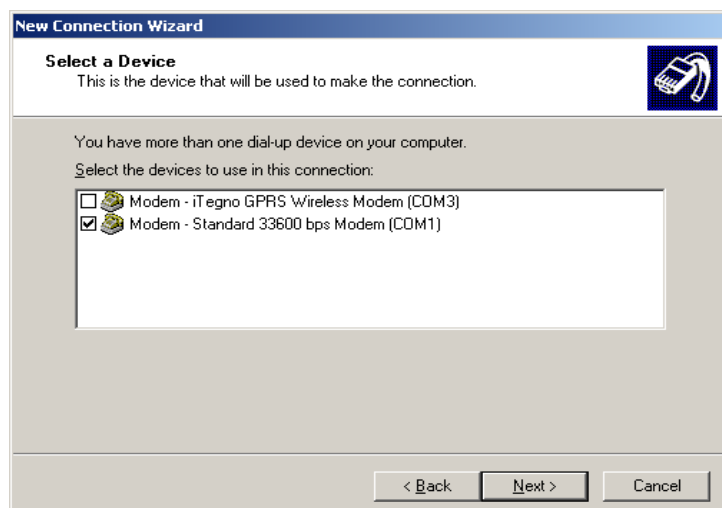 New Connection Wizard
Select a Device
This is the device that will be used to make the connection.
You have more than one dial-up device on your computer.
Select the devices to use in this connection:
Modem - iTegno GPRS Wireless Modem (COM3)
Modem - Standard 33600 bps Modem (COM1)
< Back
Next >
Cancel